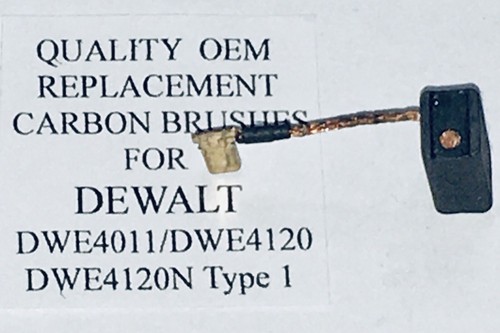 QUALITY OEM
REPLACEMENT
CARBON BRUSHES
FOR
DEWALT
DWE4011/DWE4120
DWE4120N Type 1